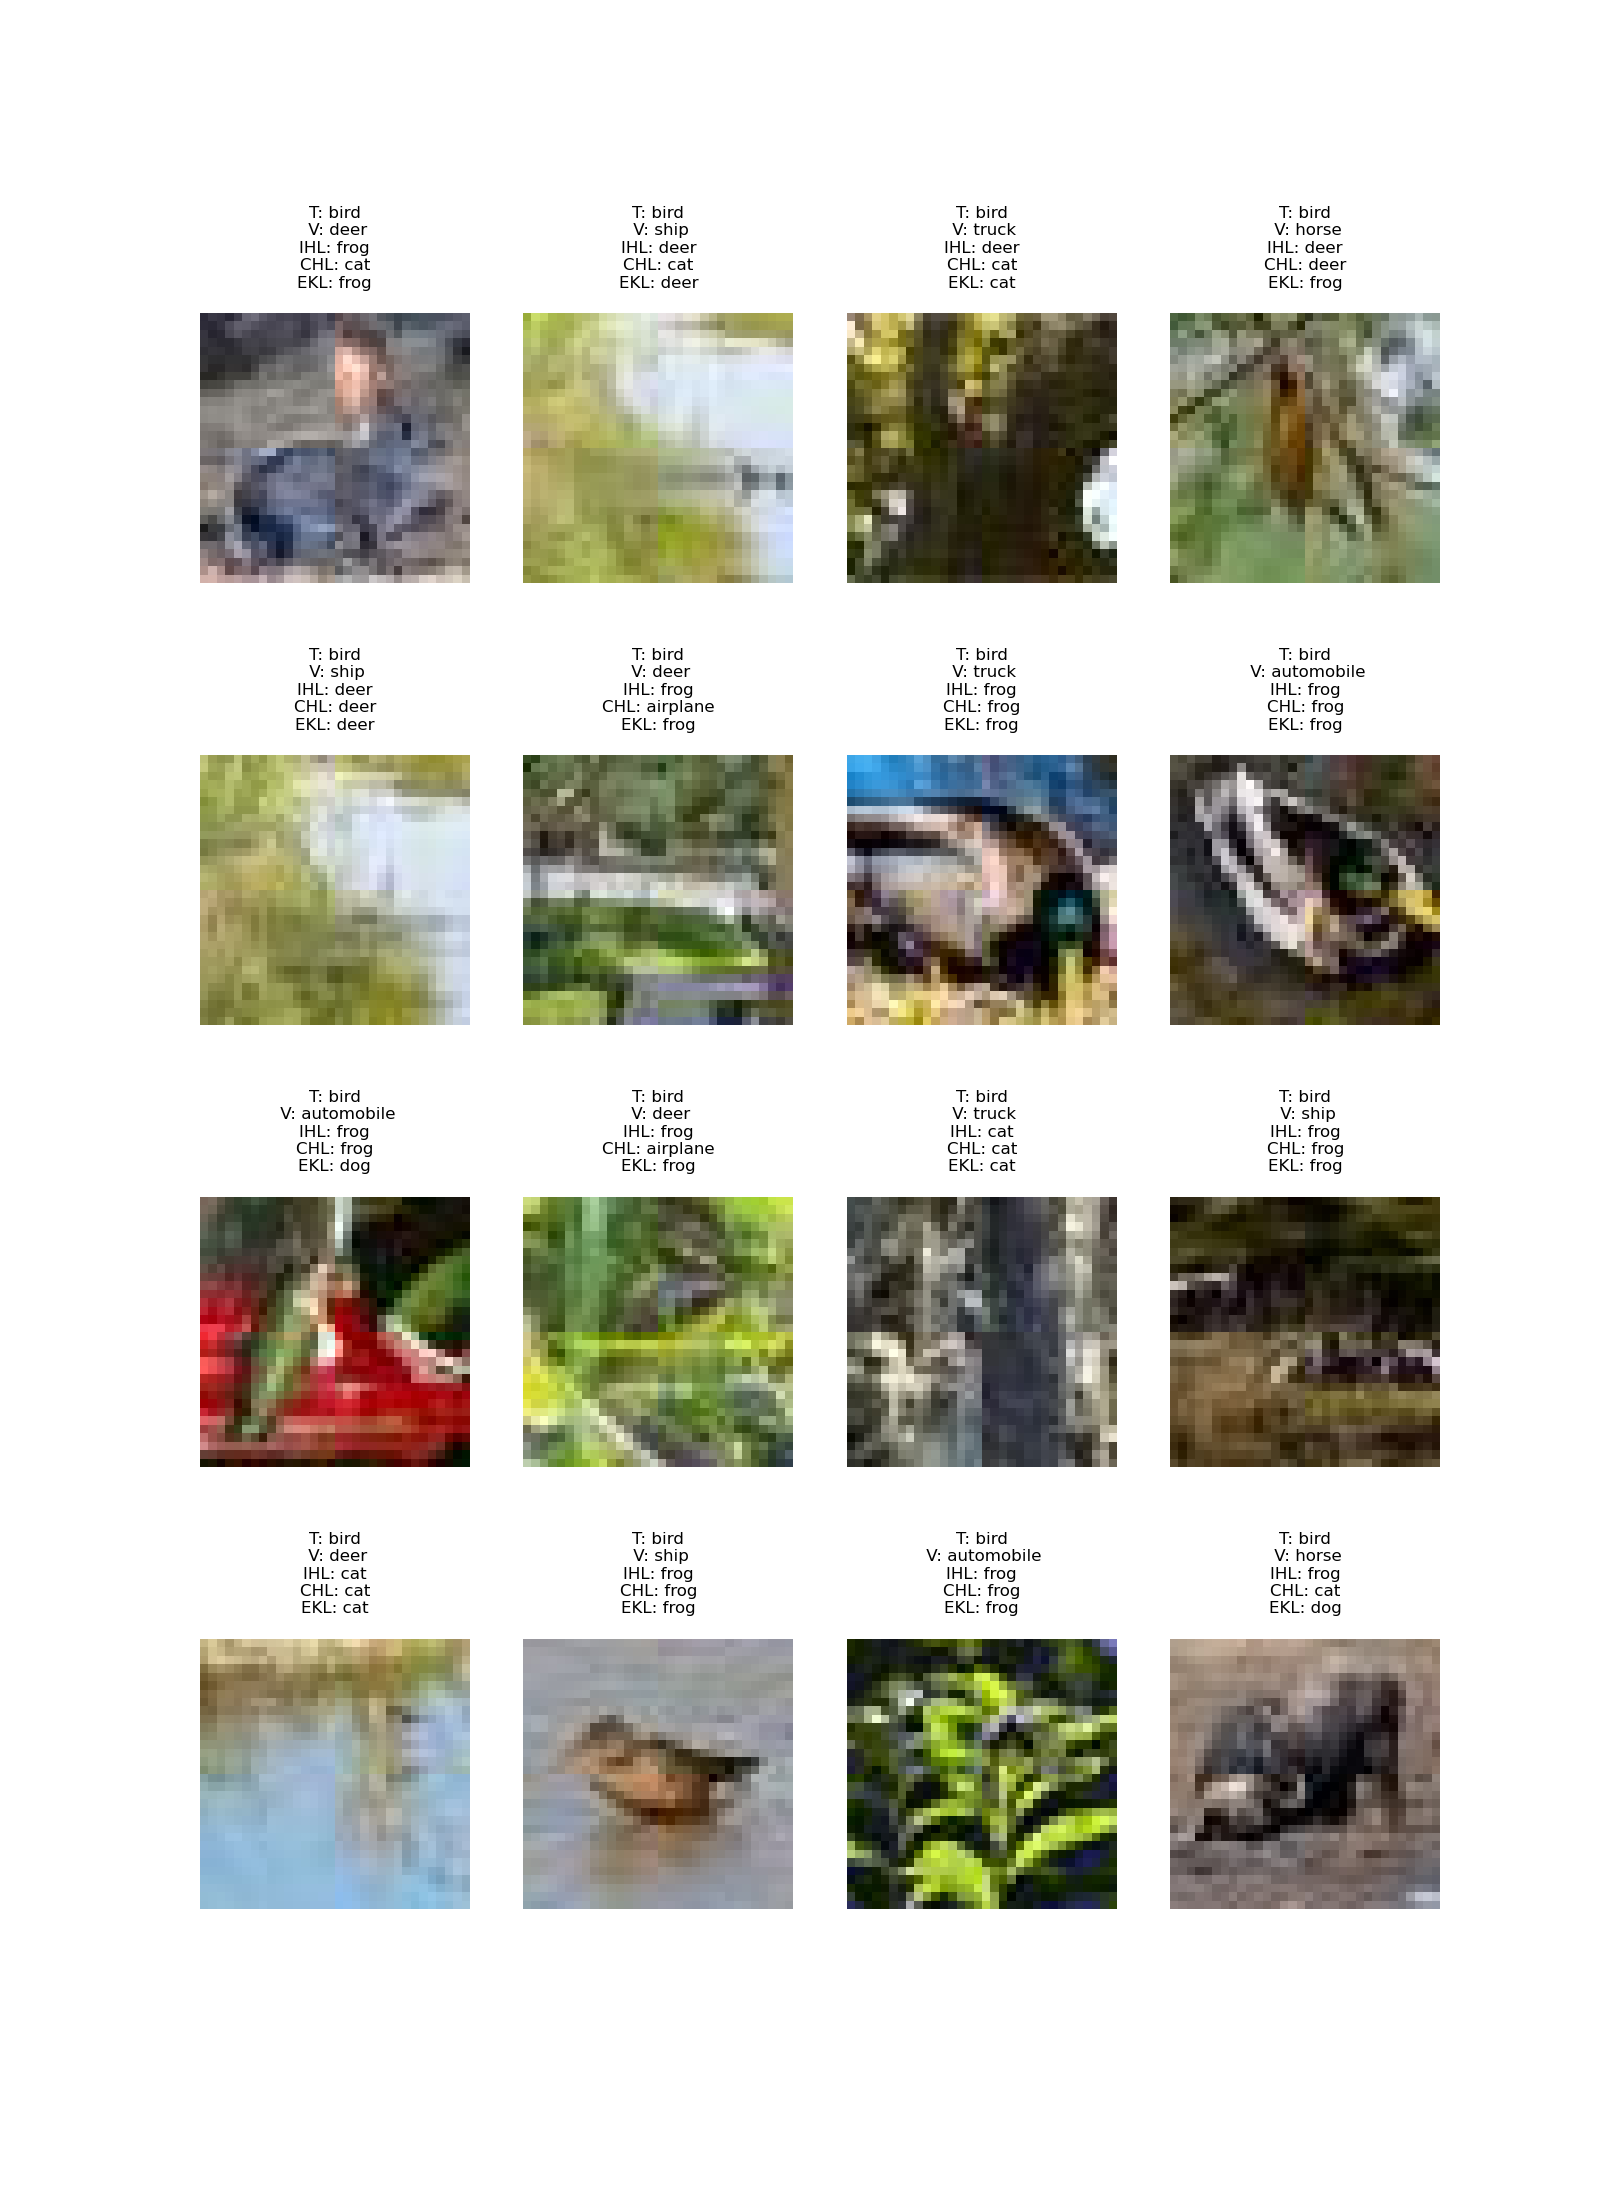 T: bird
V: deer
IHL: frog
CHL: cat
EKL: frog
T: bird
V: ship
IHL: deer
CHL: cat
EKL: deer
T: bird
V: truck
IHL: deer
CHL: cat
EKL: cat
T: bird
V: horse
IHL: deer
CHL: deer
EKL: frog
T: bird
V: ship
IHL: deer
CHL: deer
EKL: deer
T: bird
V: deer
IHL: frog
CHL: airplane
EKL: frog
T: bird
V: truck
IHL: frog
CHL: frog
EKL: frog
T: bird
V: automobile
IHL: frog
CHL: frog
EKL: frog
T: bird
V: automobile
IHL: frog
CHL: frog
EKL: dog
T: bird
V: deer
IHL: frog
CHL: airplane
EKL: frog
T: bird
V: truck
IHL: cat
CHL: cat
EKL: cat
T: bird
V: ship
IHL: frog
CHL: frog
EKL: frog
T: bird
V: deer
IHL: cat
CHL: cat
EKL: cat
T: bird
V: ship
IHL: frog
CHL: frog
EKL: frog
T: bird
V: automobile
IHL: frog
CHL: frog
EKL: frog
T: bird
V: horse
IHL: frog
CHL: cat
EKL: dog